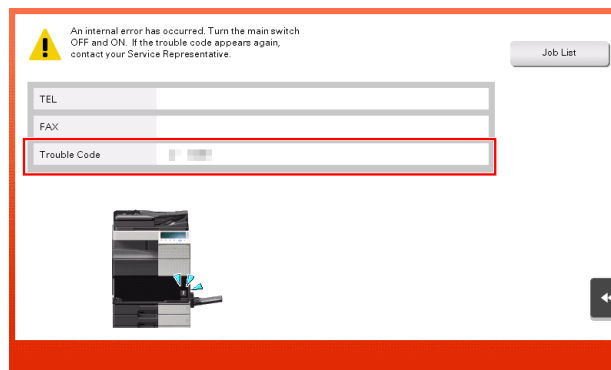 An internal error has occurred. Turn the main switch
OFF and ON. If the trouble code appears again,
contact your Service Representative.
Job List
TEL
FAX
Trouble Code